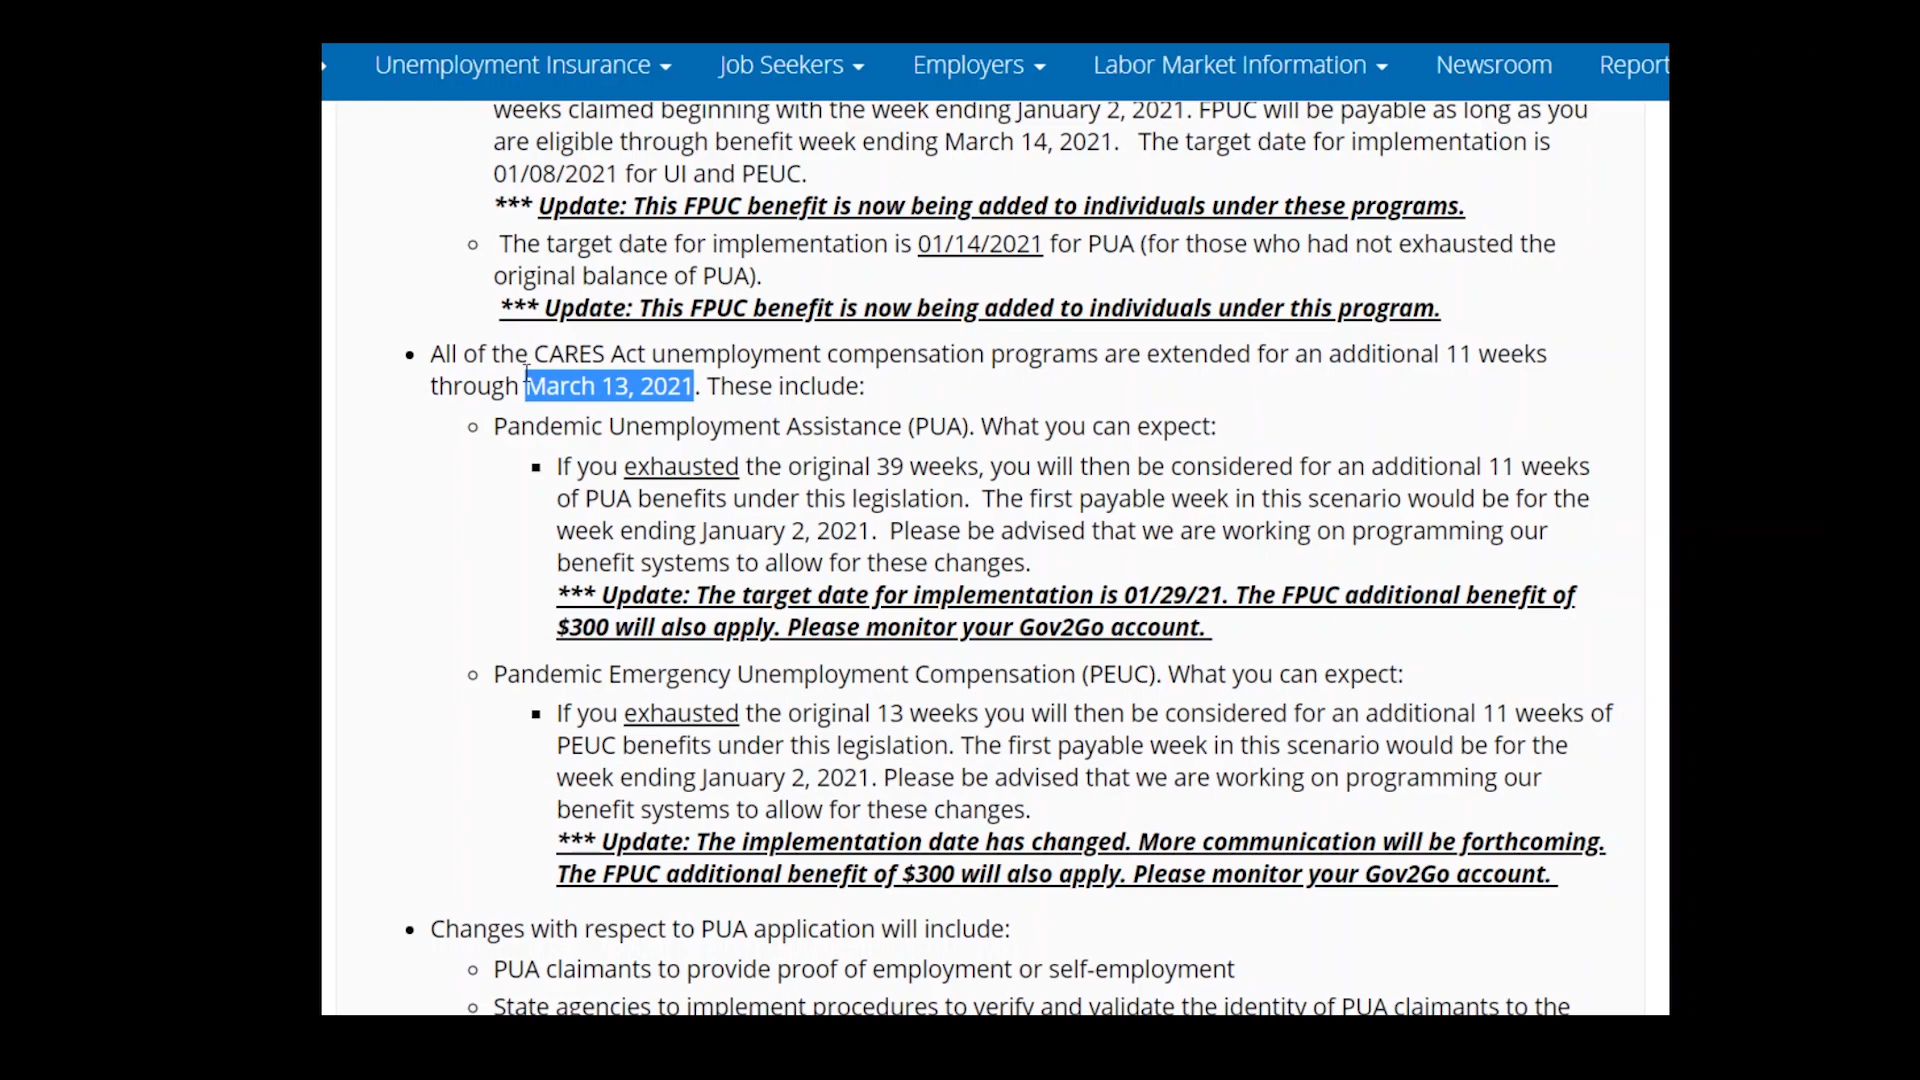 Unemployment Insurance Job Seekers Employers Labor Market Information Newsroom Report
weeks claimed beginning with the week ending January 2, 2021. FPUC will be payable as long as you
are eligible through benefit week ending March 14, 2021. The target date for implementation is
01/08/2021 for UI and PEUC.
*** Update: This FPUC benefit is now being added to individuals under these programs.
The target date for implementation is 01/14/2021 for PUA (for those who had not exhausted the
original balance of PUA).
*** Update: This FPUC benefit is now being added to individuals under this program.
All of the CARES Act unemployment compensation programs are extended for an additional 11 weeks
through March 13, 2021. These include:
Pandemic Unemployment Assistance (PUA). What you can expect:
If you exhausted the original 39 weeks, you will then be considered for an additional 11 weeks
of PUA benefits under this legislation. The first payable week in this scenario would be for the
week ending January 2, 2021. Please be advised that we are working on programming our
benefit systems to allow for these changes.
*** Update: The target date for implementation is 01/29/21. The FPUC additional benefit of
$300 will also apply. Please monitor your Gov2Go account.
Pandemic Emergency Unemployment Compensation (PEUC). What you can expect:
If you exhausted the original 13 weeks you will then be considered for an additional 11 weeks of
PEUC benefits under this legislation. The first payable week in this scenario would be for the
week ending January 2, 2021. Please be advised that we are working on programming our
benefit systems to allow for these changes.
*** Update: The implementation date has changed. More communication will be forthcoming.
The FPUC additional benefit of $300 will also apply. Please monitor your Gov2Go account.
Changes with respect to PUA application will include:
PUA claimants to provide proof of employment or self-employment
State agencies to implement procedures to verify and validate the identity of PUA claimants to the